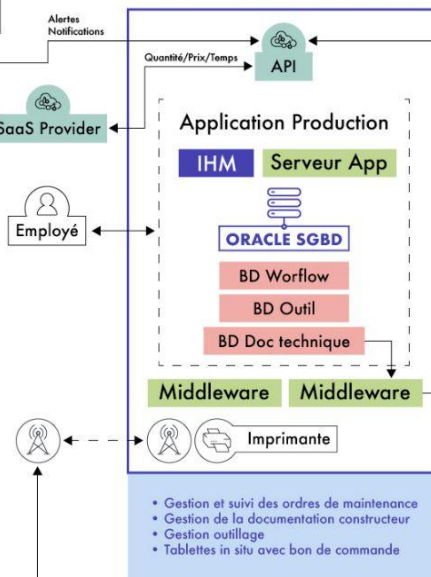 Alertes
Notifications
Quantité/Prix/Temps
API
SaaS Provider
Application Production
IHM
Serveur App
Employé
ORACLE SGBD
BD Worflow
BD Outil
BD Doc technique
Middleware
Middleware
Imprimante
• Gestion et suivi des ordres de maintenance
• Gestion de la documentation constructeur
• Gestion outillage
• Tablettes in situ avec bon de commande